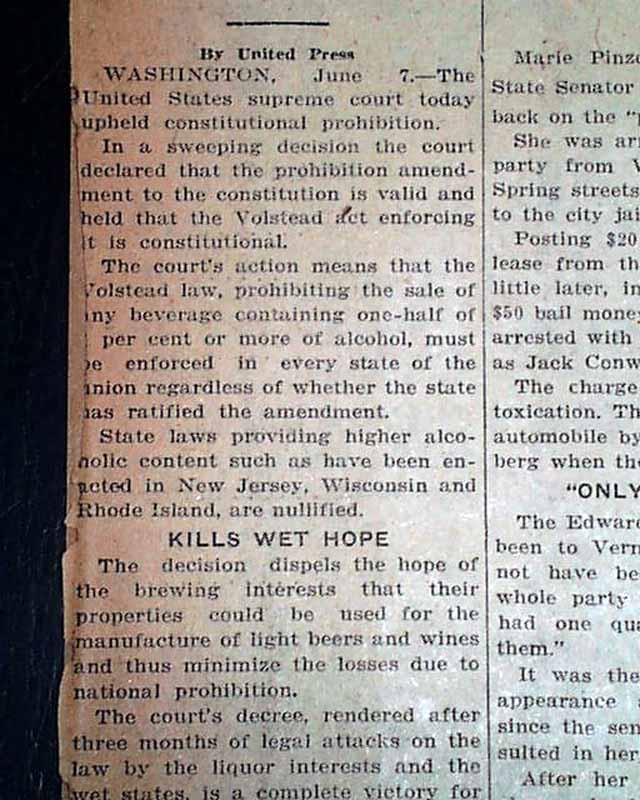 By United Press
WASHINGTON, June 7.—The
United States supreme court today
upheld constitutional prohibition.
In a sweeping decision the court
declared that the prohibition amend-
ment to the constitution is valid and
held that the Volstead act enforcing
it is constitutional.
The court's action means that the
Volstead law, prohibiting the sale of
any beverage containing one-half of
per cent or more of alcohol, must
be enforced in every state of the
union regardless of whether the state
has ratified the amendment.
State laws providing higher alco-
holic content such as have been en-
acted in New Jersey, Wisconsin and
Rhode Island, are nullified.
KILLS WET HOPE
The decision dispels the hope of
the brewing interests that their
properties could be used for the
manufacture of light beers and wines
and thus minimize the losses due to
national prohibition.
The court's decree, rendered after
three months of legal attacks on the
law by the liquor interests and the
wet states, is a complete victory for
Marie Pinz
State Senator
back on the "
She was ar
party from
Spring streets
to the city jai
Posting $20
lease from th
little later, in
$50 bail money
arrested with
as Jack Conw
The charge
toxication. Th
automobile by
berg when the
"ONLY
The Edward
been to Vern
not have be
whole party
had one qua
them."
It was the
appearance
since the sen
sulted in her
After her